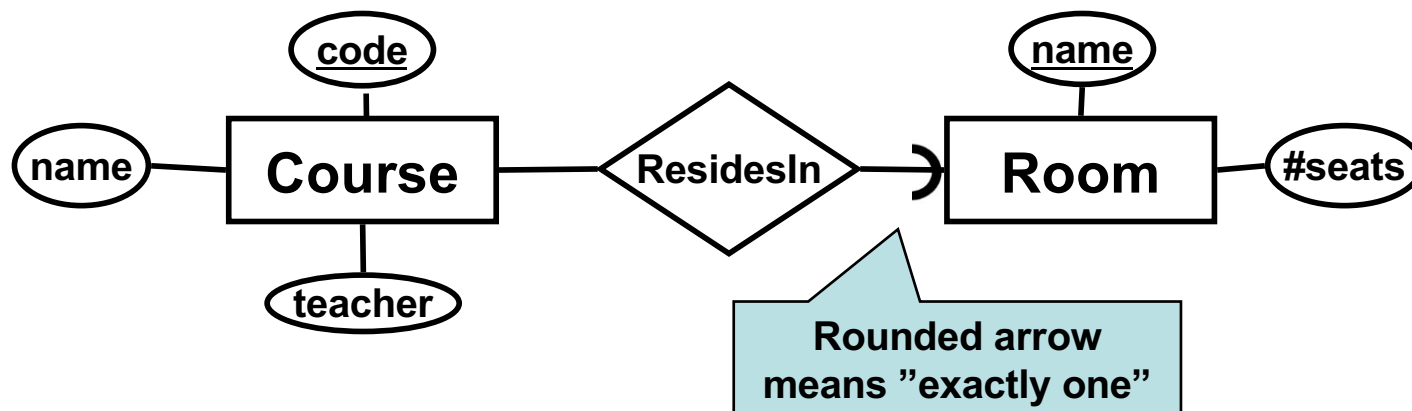 code
name
name
Course
ResidesIn
Room
#seats
teacher
Rounded arrow
means ”exactly one”